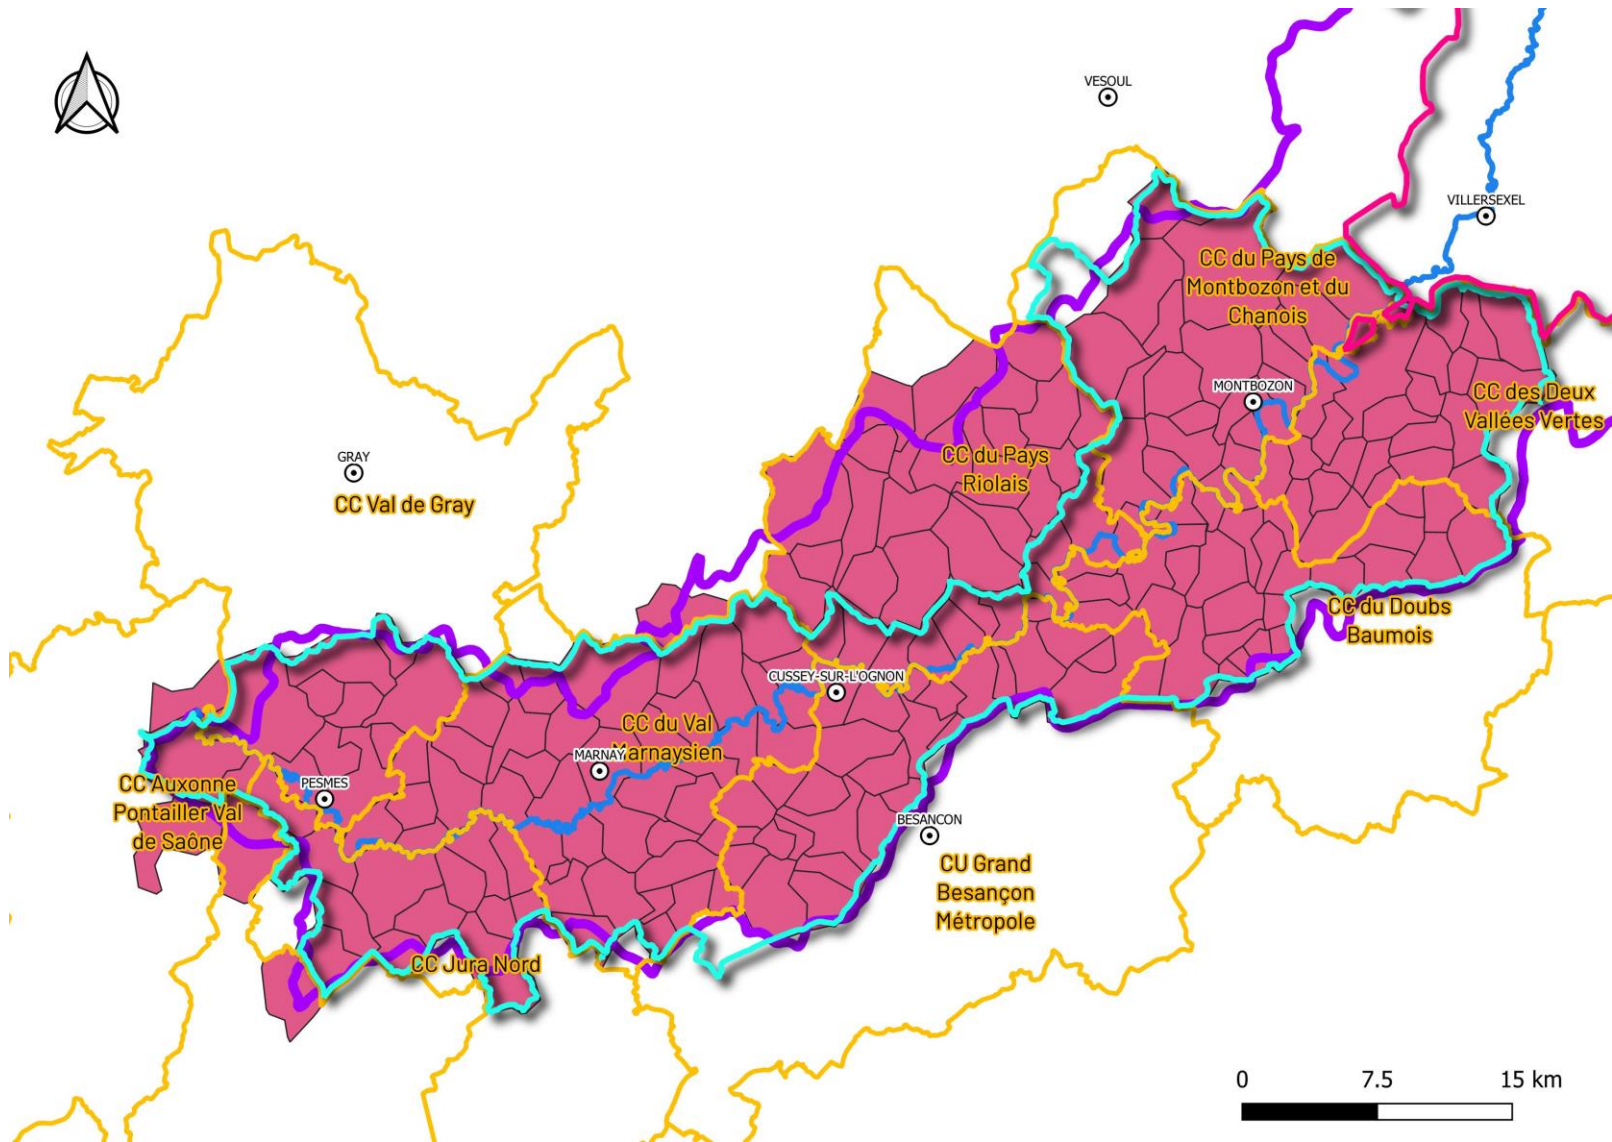 VESOUL
VILLERSEXEL
CC du Pays de
Montbozon et du
Chanois
MONTBOZON
CC des Deux
Vallées Vertes
GRAY
CC Val de Gray
CC du Pays
Riolais
CC du Doubs
Baumois
CUSSEY-SUR-L'OGNON
CC du Val
Marnaysien
MARNAY
PESMES
CC Auxonne
Pontailler Val
de Saône
BESANCON
CU Grand
Besançon
Métropole
CC Jura Nord
0 7.5 15 km